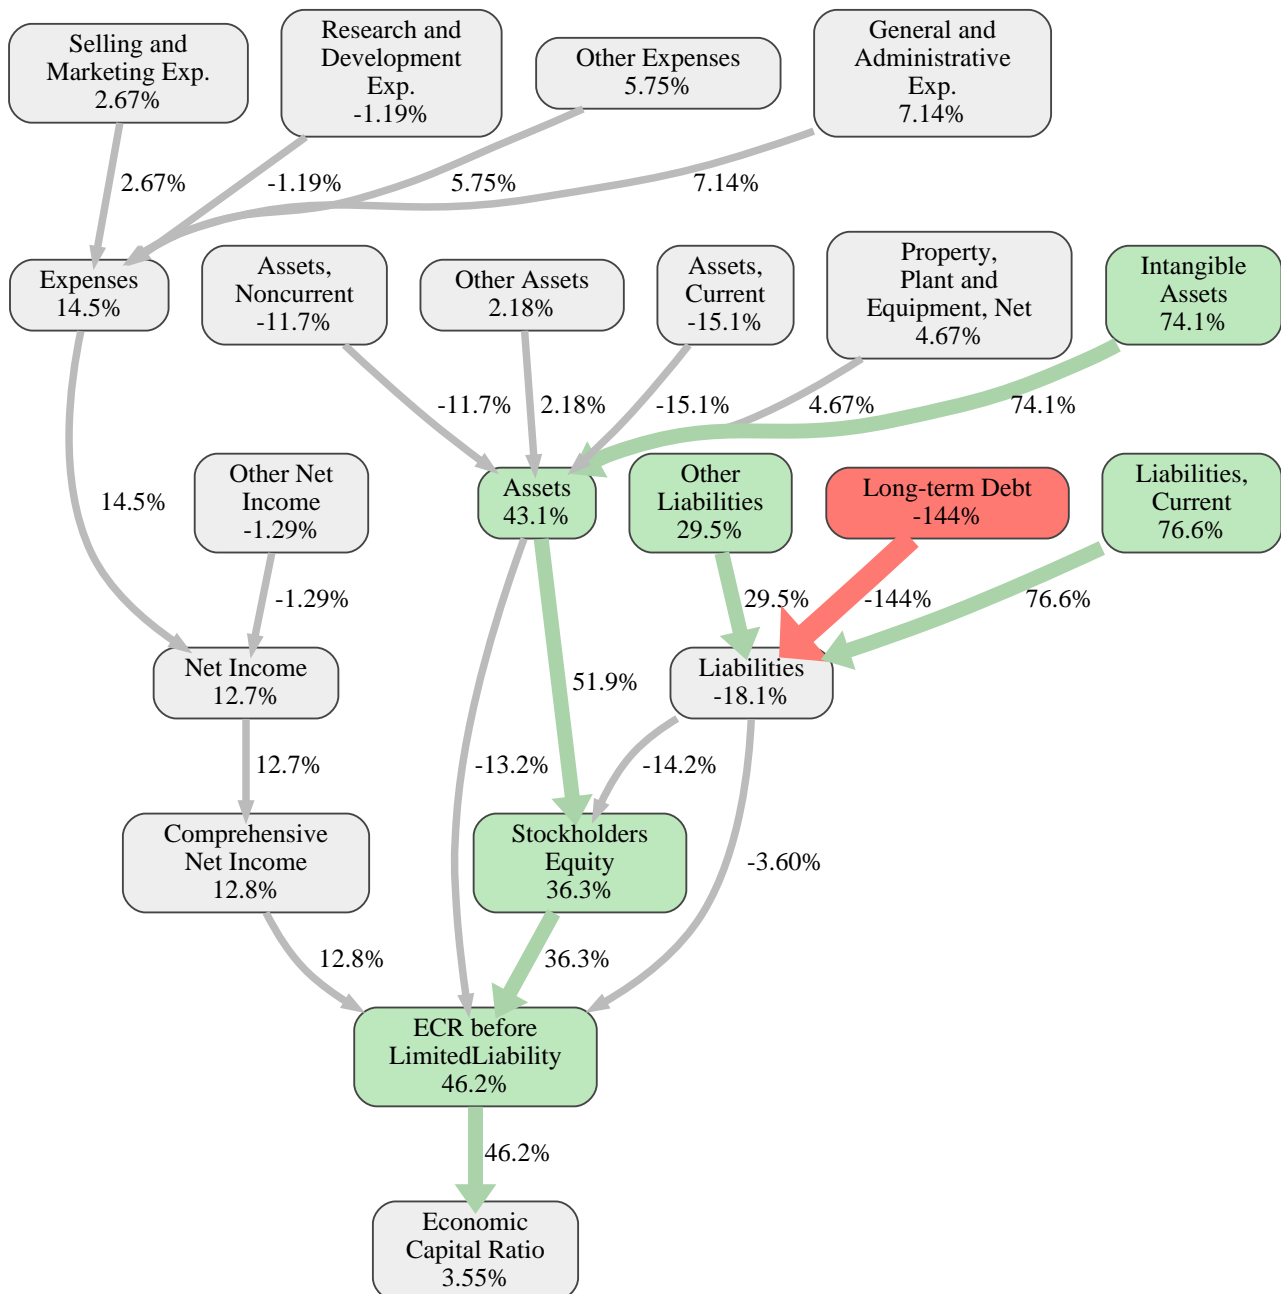 Selling and
Marketing Exp.
2.67%
Research and
Development
Exp.
-1.19%
Other Expenses
5.75%
General and
Administrative
Exp.
7.14%
2.67%
-1.19%
5.75%
7.14%
Expenses
14.5%
Assets,
Noncurrent
-11.7%
Other Assets
2.18%
Assets,
Current
-15.1%
Property,
Plant and
Equipment, Net
4.67%
Intangible
Assets
74.1%
-11.7%
2.18%
-15.1%
4.67%
74.1%
14.5%
Other Net
Income
-1.29%
Assets
43.1%
Other
Liabilities
29.5%
Long-term Debt
-144%
Liabilities,
Current
76.6%
-1.29%
29.5%
-144%
76.6%
Net Income
12.7%
51.9%
Liabilities
-18.1%
12.7%
-13.2%
-14.2%
Comprehensive
Net Income
12.8%
Stockholders
Equity
36.3%
-3.60%
12.8%
36.3%
ECR before
LimitedLiability
46.2%
46.2%
Economic
Capital Ratio
3.55%